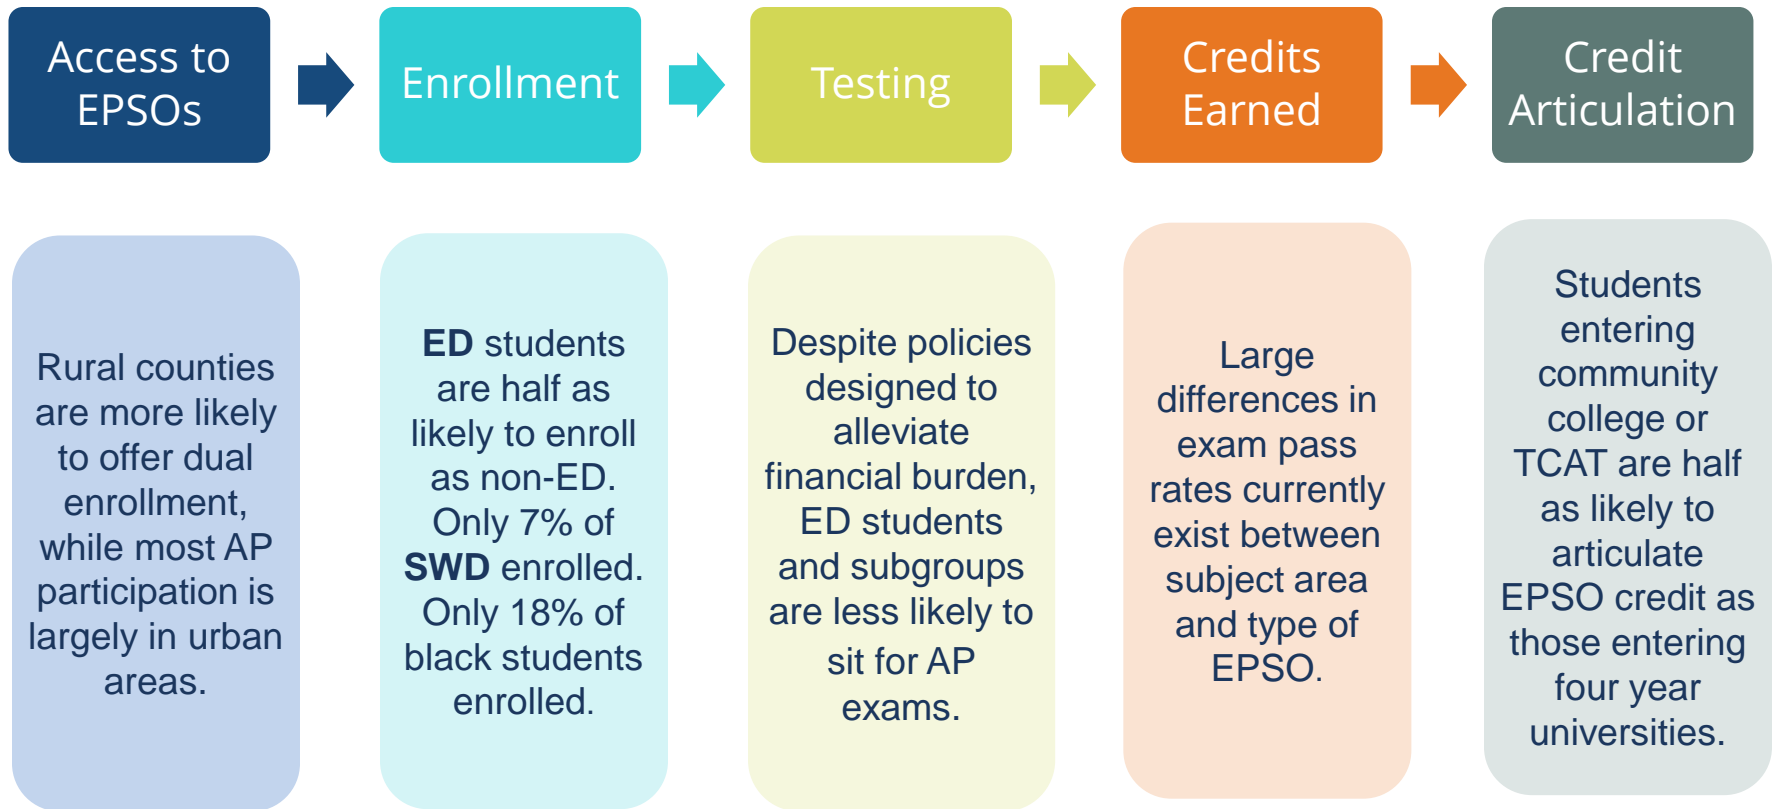 Access to
EPSOs
Enrollment
Testing
Credits
Earned
Credit
Articulation
Rural counties
are more likely
to offer dual
enrollment,
while most AP
participation is
largely in urban
areas.
ED students
are half as
likely to enroll
as non-ED.
Only 7% of
SWD enrolled.
Only 18% of
black students
enrolled.
Despite policies
designed to
alleviate
financial burden,
ED students
and subgroups
are less likely to
sit for AP
exams.
Large
differences in
exam pass
rates currently
exist between
subject area
and type of
EPSO.
Students
entering
community
college or
TCAT are half
as likely to
articulate
EPSO credit as
those entering
four year
universities.